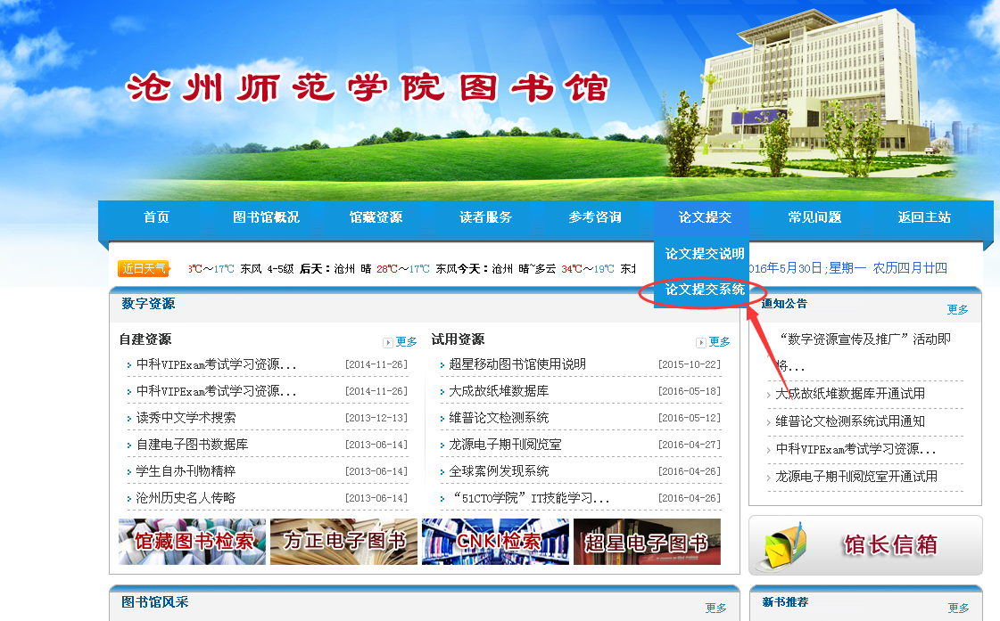 沧州师范学院图书馆
首页 图书馆概况 馆藏资源 读者服务 参考咨询 论文提交 常见问题 返回主站
论文提交说明
论文提交系统
近日天气
℃～17℃ 东风 4-5级 后天：沧州 晴 28℃～17℃ 东风今天：沧州 晴~多云 34℃～19℃ 东北
016年5月30日;星期一 农历四月廿四
数字资源
自建资源 更多
中科VIPExam考试学习资源... [2014-11-26]
中科VIPExam考试学习资源... [2014-11-26]
读秀中文学术搜索 [2013-12-13]
自建电子图书数据库 [2013-06-14]
学生自办刊物精粹 [2013-06-14]
沧州历史名人传略 [2013-06-14]
试用资源 更多
超星移动图书馆使用说明 [2015-10-22]
大成故纸堆数据库 [2016-05-18]
维普论文检测系统 [2016-05-12]
龙源电子期刊阅览室 [2016-04-27]
全球案例发现系统 [2016-04-26]
“51CTO学院”IT技能学习... [2016-04-26]
馆藏图书检索 方正电子图书 CNKI检索 超星电子图书
通知公告 更多
“数字资源宣传及推广”活动即
将...
大成故纸堆数据库开通试用
维普论文检测系统试用通知
中科VIPExam考试学习资源...
龙源电子期刊阅览室开通试用
馆长信箱
图书馆风采 更多
新书推荐 更多